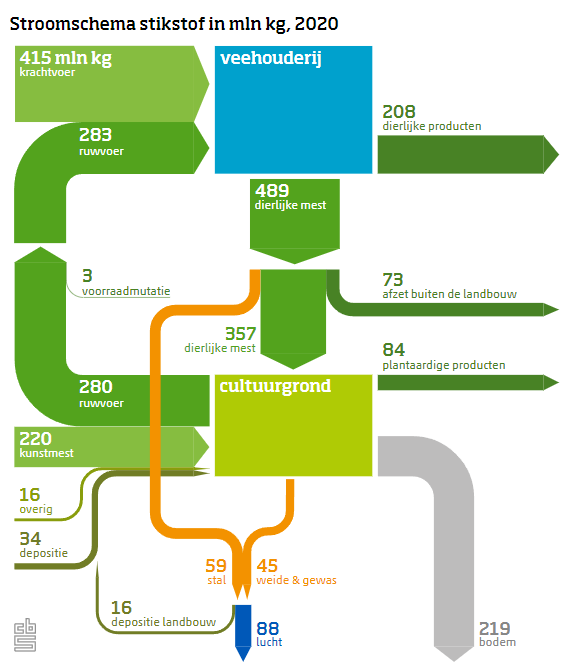 Stroomschema stikstof in mln kg, 2020
415 mln kg
krachtvoer
veehouderij
208
dierlijke producten
283
ruwvoer
489
dierlijke mest
3
voorraadmutatie
73
afzet buiten de landbouw
357
dierlijke mest
84
plantaardige producten
280
ruwvoer
cultuurgrond
220
kunstmest
16
overig
34
depositie
59
stal
45
weide & gewas
16
depositie landbouw
88
lucht
219
bodem
cbs